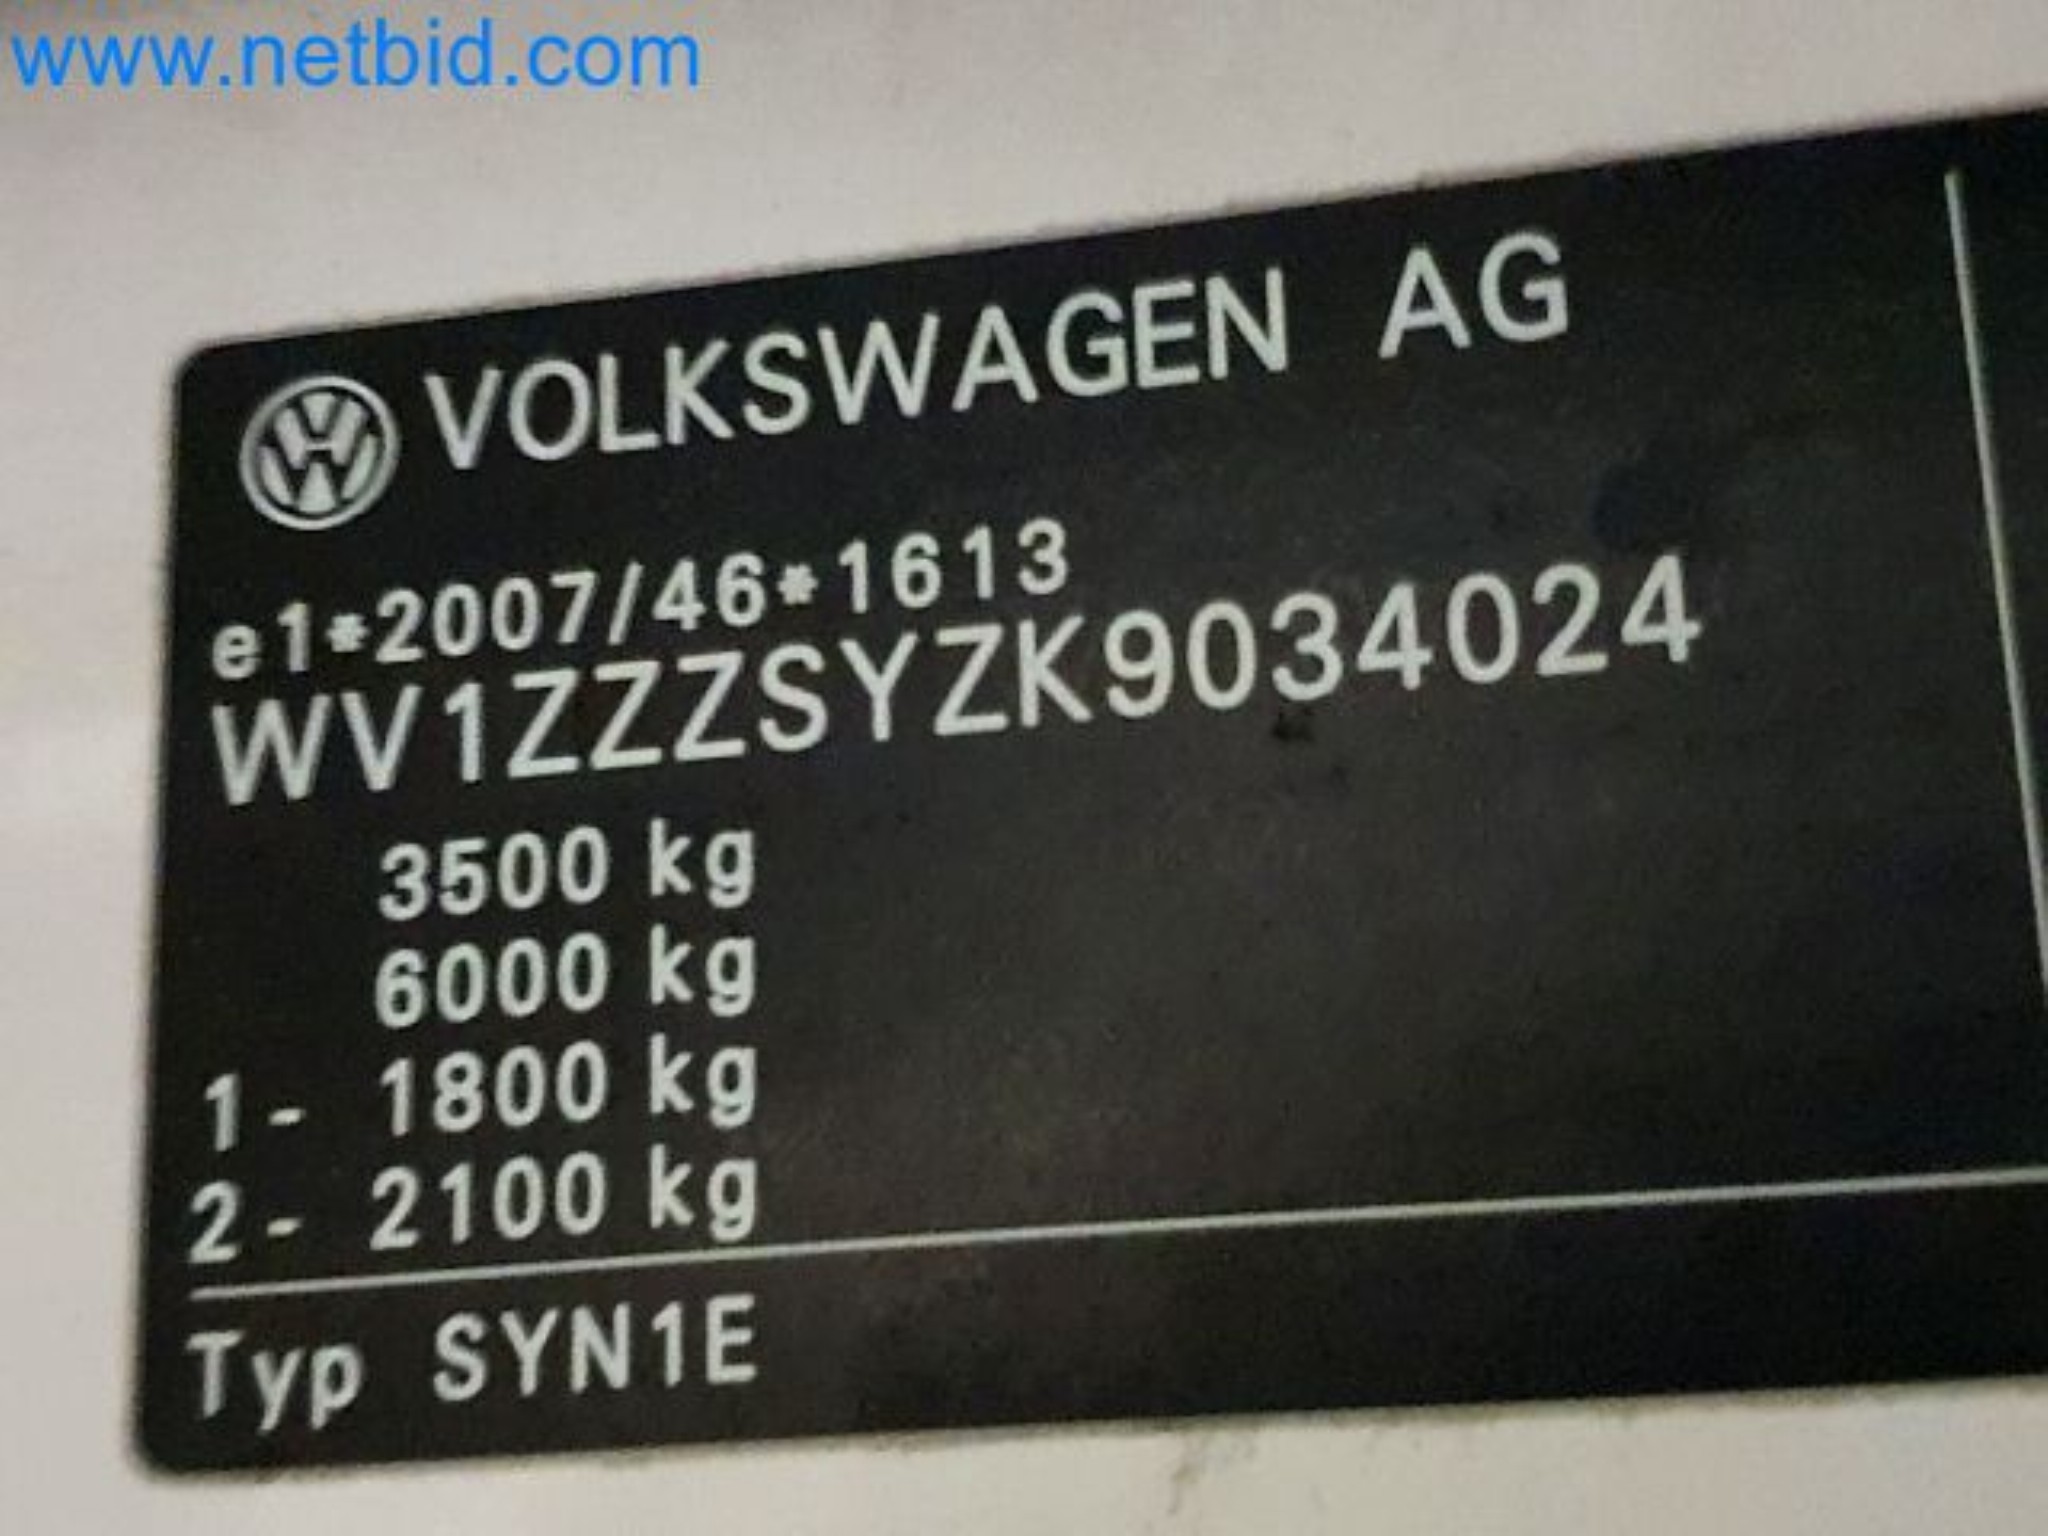 www.netbid.com
VOLKSWAGEN AG
e1*2007/46*1613
WV1ZZZSYZK9034024
3500 kg
6000 kg
1- 1800 kg
2- 2100 kg
Typ SYN1E